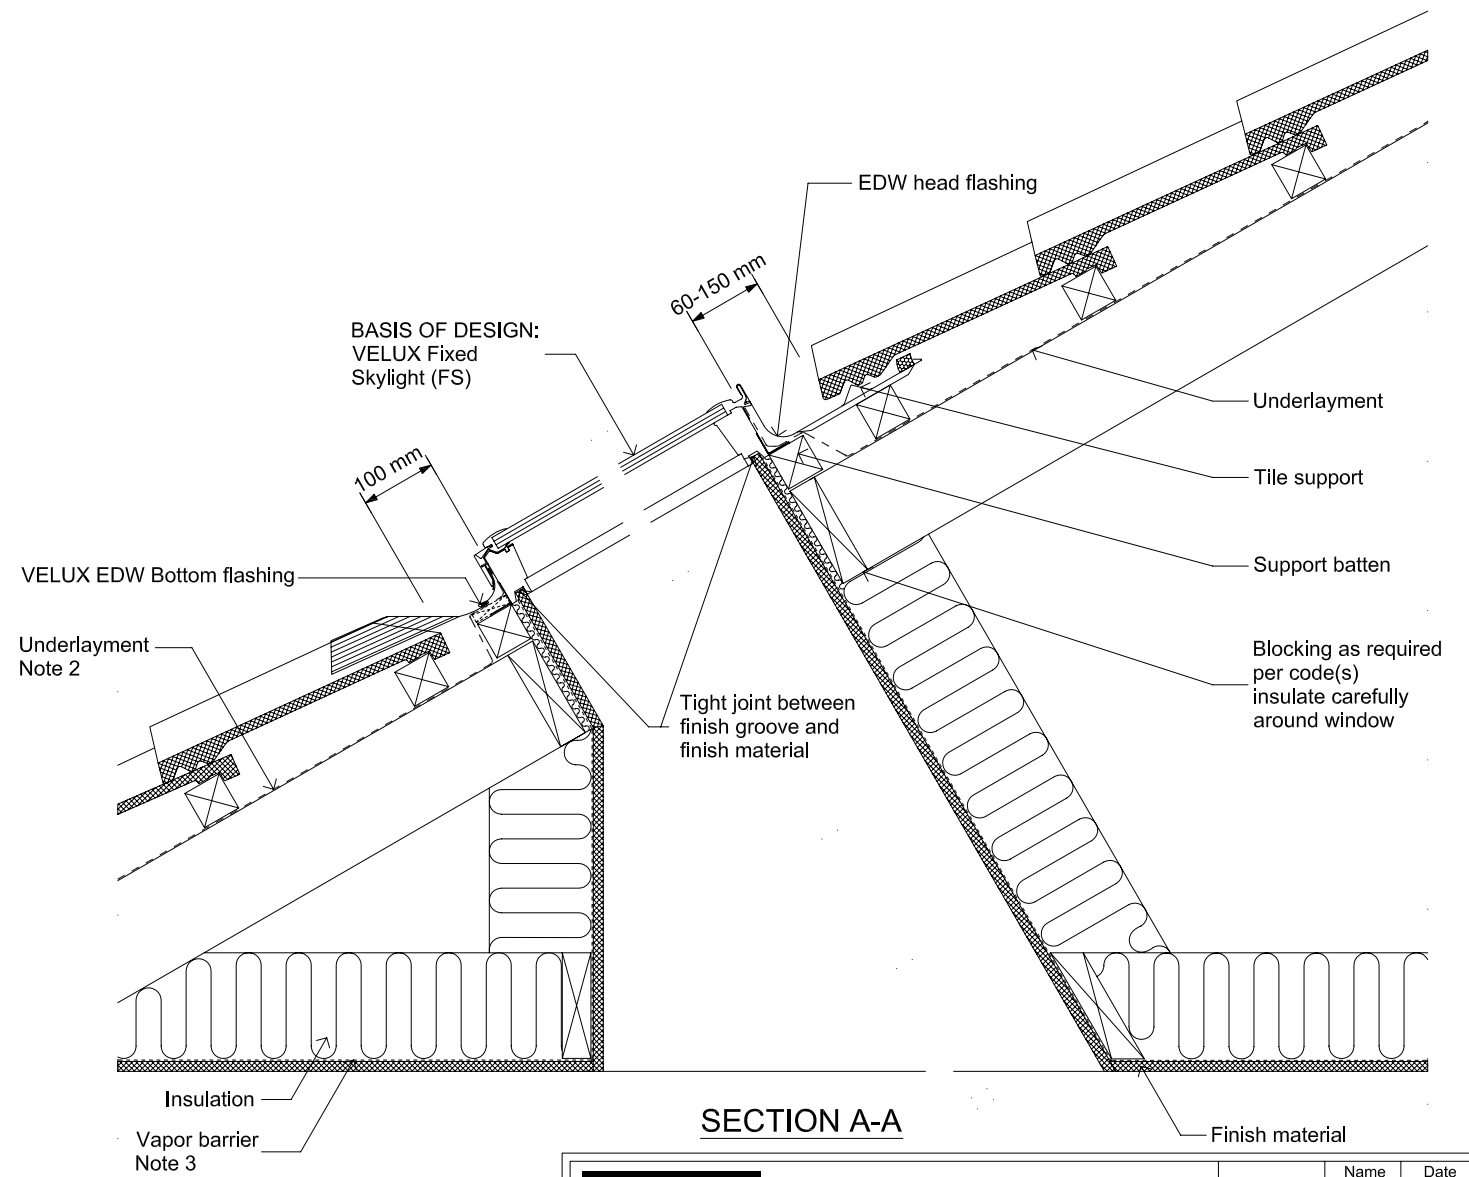 EDW head flashing
60-150 mm
BASIS OF DESIGN:
VELUX Fixed
Skylight (FS)
Underlayment
100 mm
Tile support
VELUX EDW Bottom flashing
Support batten
Underlayment
Note 2
Blocking as required
per code(s)
insulate carefully
around window
Tight joint between
finish groove and
finish material
Insulation
Vapor barrier
Note 3
SECTION A-A
Finish material
Name
Date